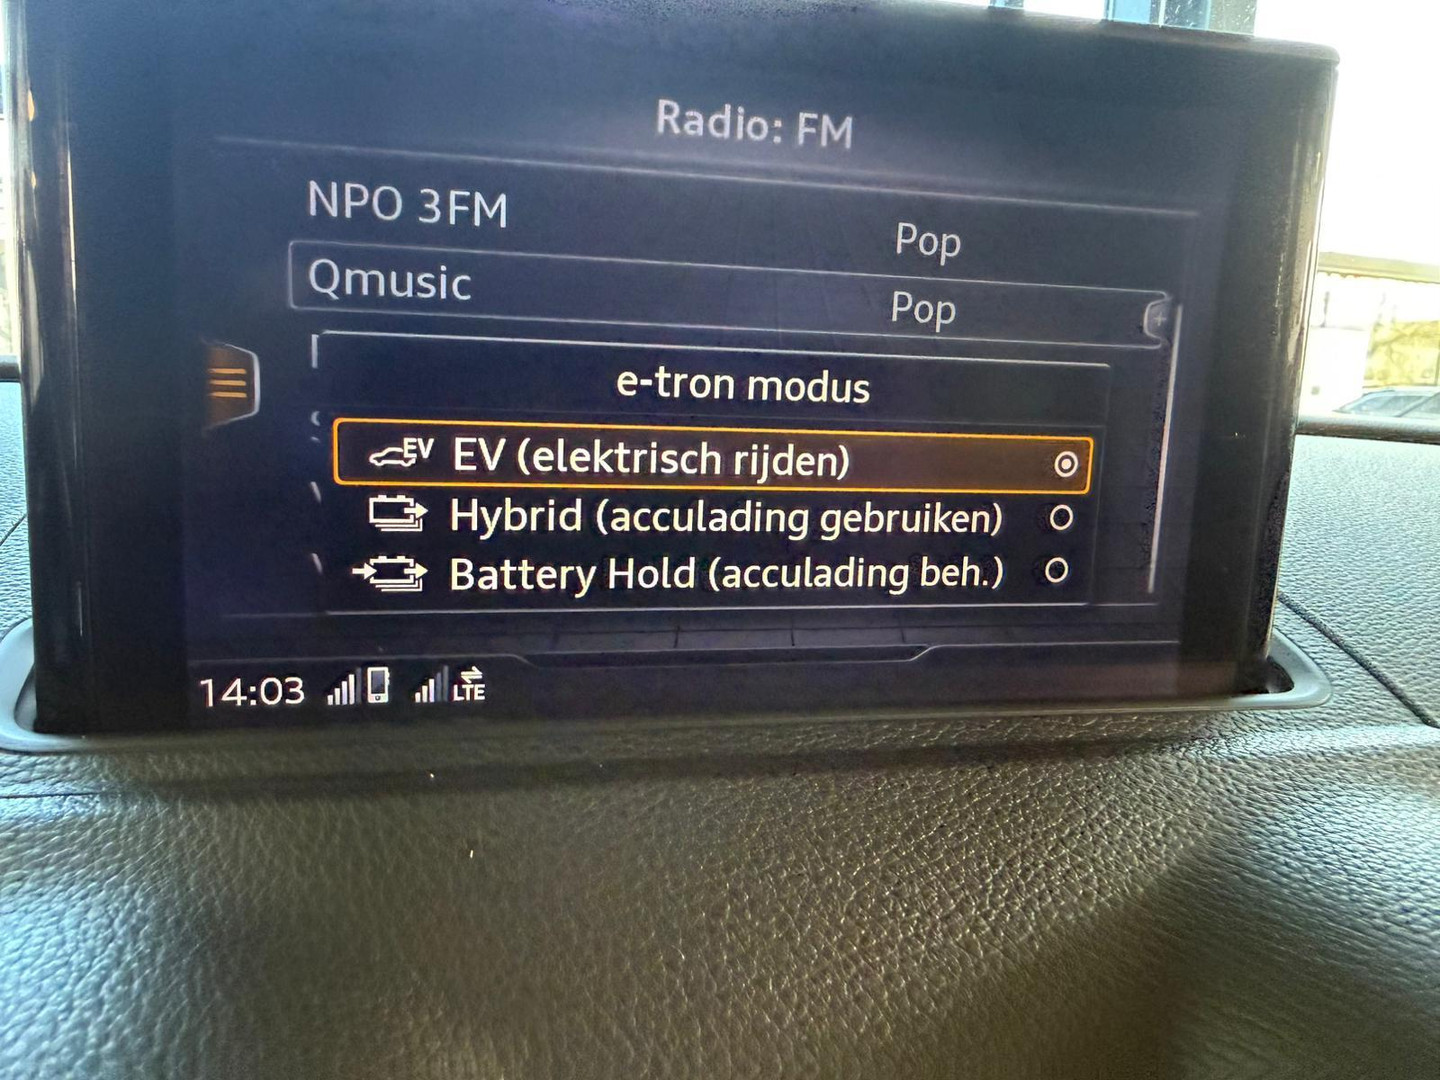 Radio: FM
NPO 3FM Pop
Qmusic Pop
e-tron modus
EV EV (elektrisch rijden)
Hybrid (acculading gebruiken)
Battery Hold (acculading beh.)
14:03 LTE